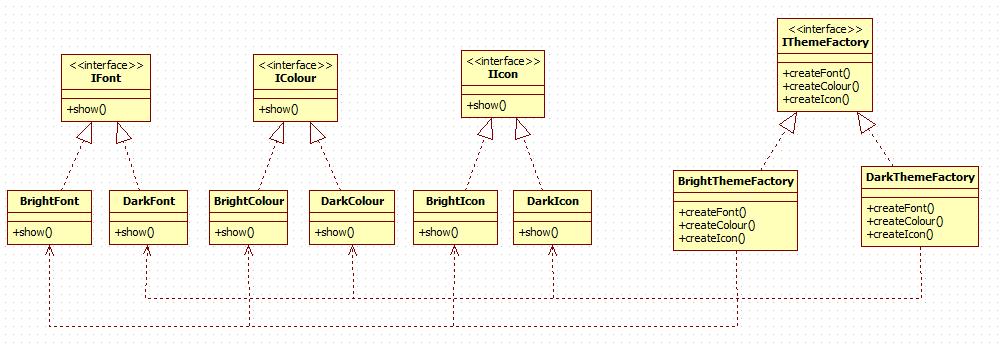 <<interface>>
IFont
+show()
<<interface>>
IColour
+show()
<<interface>>
IIcon
+show()
<<interface>>
IThemeFactory
+createFont()
+createColour()
+createIcon()
BrightFont
+show()
DarkFont
+show()
BrightColour
+show()
DarkColour
+show()
BrightIcon
+show()
DarkIcon
+show()
BrightThemeFactory
+createFont()
+createColour()
+createIcon()
DarkThemeFactory
+createFont()
+createColour()
+createIcon()